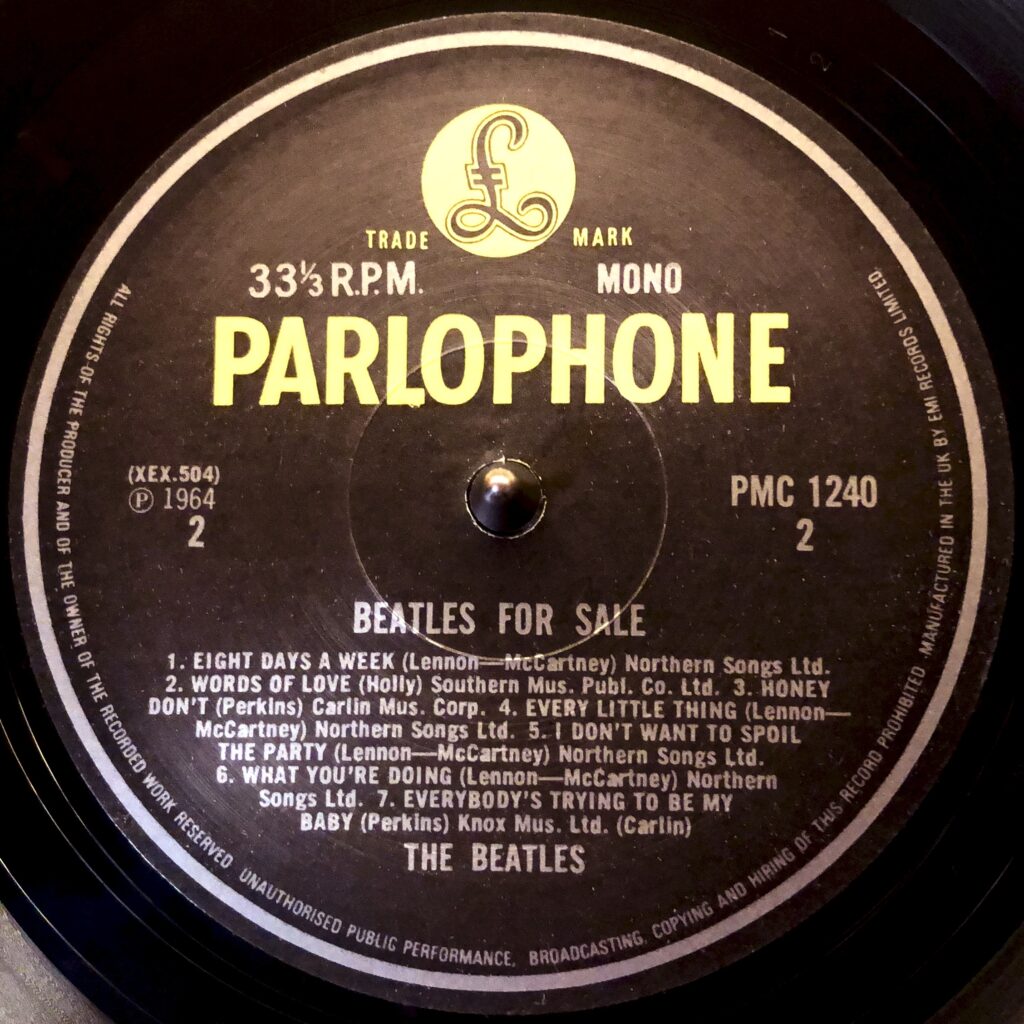 £
TRADE MARK
33⅓ R.P.M. MONO
PARLOPHONE
(XEX.504)
Ⓟ 1964
2
PMC 1240
2
BEATLES FOR SALE
1. EIGHT DAYS A WEEK (Lennon—McCartney) Northern Songs Ltd.
2. WORDS OF LOVE (Holly) Southern Mus. Publ. Co. Ltd. 3. HONEY
DON'T (Perkins) Carlin Mus. Corp. 4. EVERY LITTLE THING (Lennon—
McCartney) Northern Songs Ltd. 5. I DON'T WANT TO SPOIL
THE PARTY (Lennon—McCartney) Northern Songs Ltd.
6. WHAT YOU'RE DOING (Lennon—McCartney) Northern
Songs Ltd. 7. EVERYBODY'S TRYING TO BE MY
BABY (Perkins) Knox Mus. Ltd. (Carlin)
THE BEATLES
ALL RIGHTS OF THE PRODUCER AND OF THE OWNER OF THE RECORDED WORK RESERVED UNAUTHORISED PUBLIC PERFORMANCE, BROADCASTING, COPYING AND HIRING OF THIS RECORD PROHIBITED MANUFACTURED IN THE UK BY EMI RECORDS LIMITED.